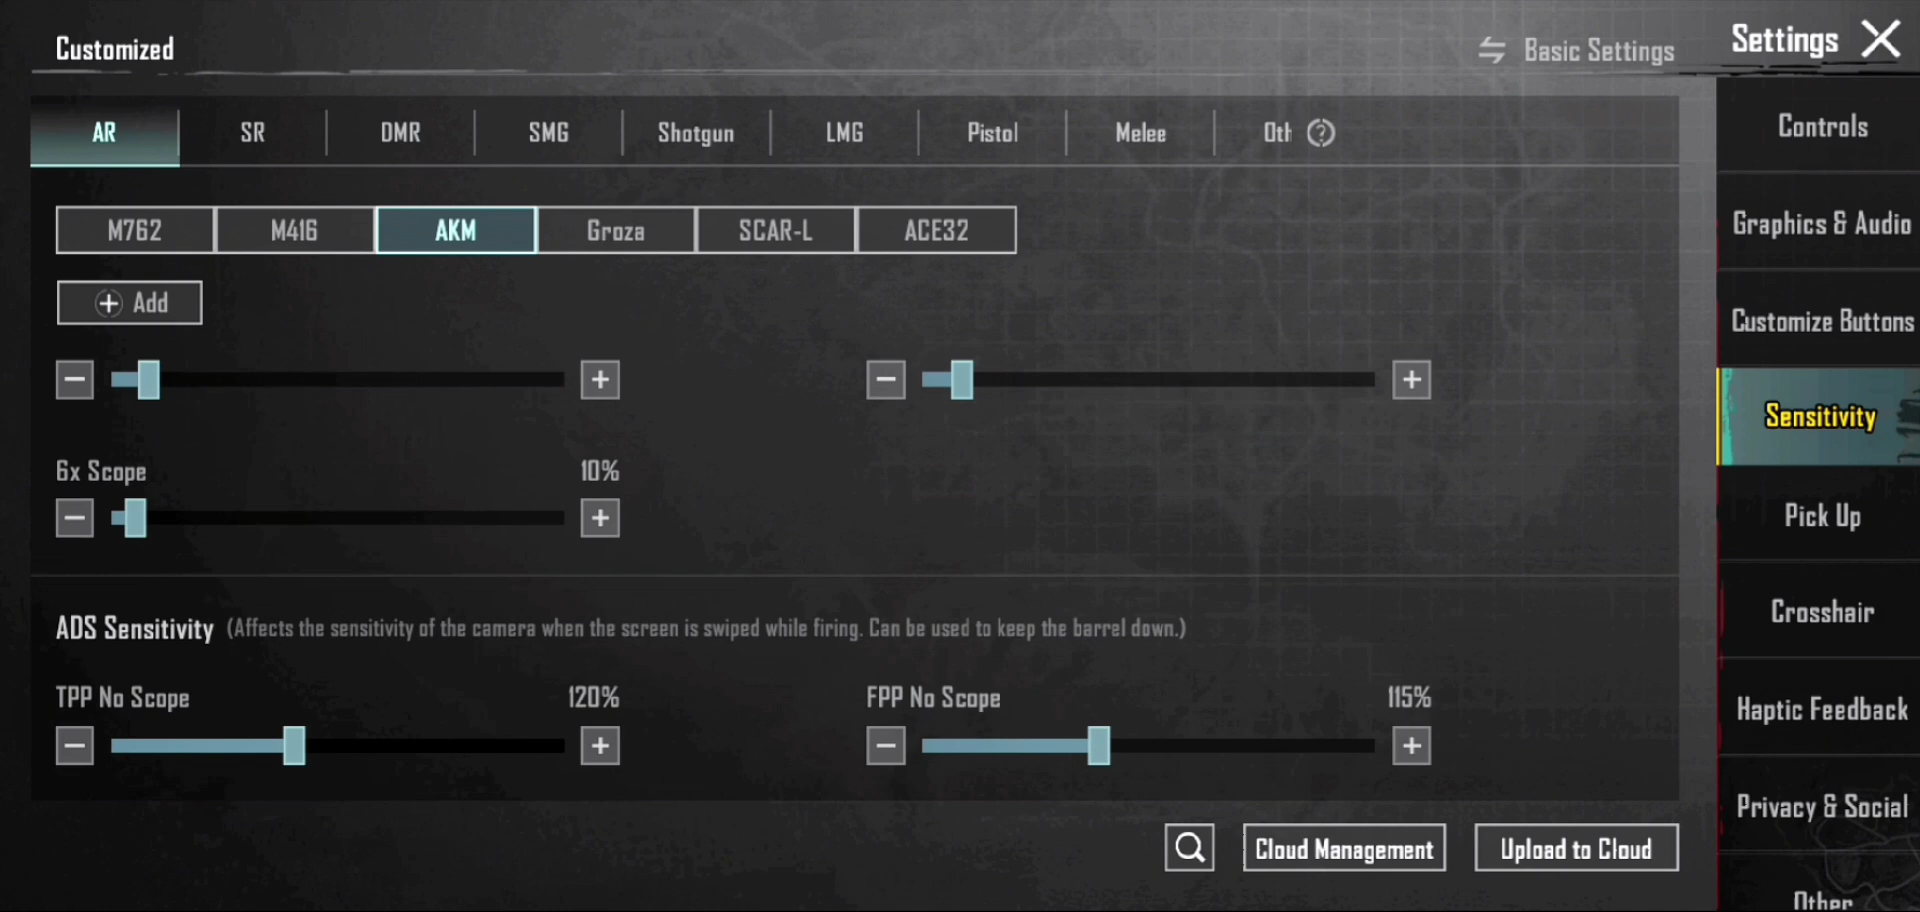 Customized
Basic Settings
Settings
AR
SR
DMR
SMG
Shotgun
LMG
Pistol
Melee
Oth
M762
M416
AKM
Groza
SCAR-L
ACE32
Add
6x Scope
10%
ADS Sensitivity (Affects the sensitivity of the camera when the screen is swiped while firing. Can be used to keep the barrel down.)
TPP No Scope
120%
FPP No Scope
115%
Cloud Management
Upload to Cloud
Controls
Graphics & Audio
Customize Buttons
Sensitivity
Pick Up
Crosshair
Haptic Feedback
Privacy & Social
Other